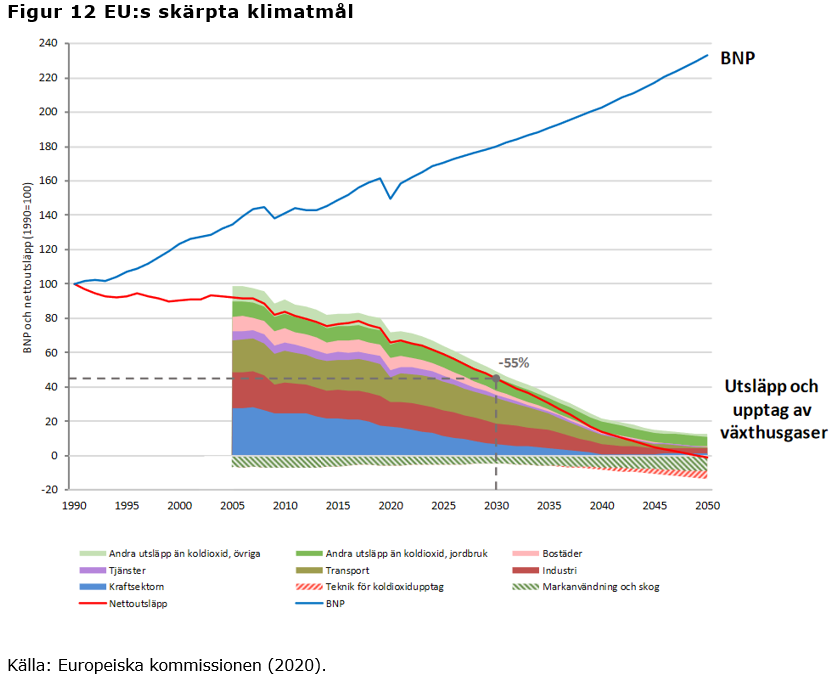 Figur 12 EU:s skärpta klimatmål
BNP och nettoutsläpp (1990=100)
240
220
200
180
160
140
120
100
80
60
40
20
0
-20
1990
1995
2000
2005
2010
2015
2020
2025
2030
2035
2040
2045
2050
-55%
BNP
Utsläpp och
upptag av
växthusgaser
Andra utsläpp än koldioxid, övriga
Andra utsläpp än koldioxid, jordbruk
Bostäder
Tjänster
Transport
Industri
Kraftsektorn
Teknik för koldioxidupptag
Markanvändning och skog
Nettoutsläpp
BNP
Källa: Europeiska kommissionen (2020).